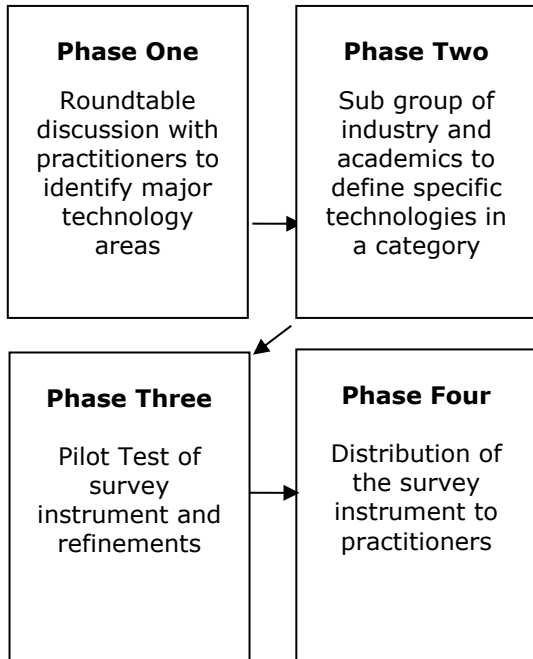 Phase One
Roundtable
discussion with
practitioners to
identify major
technology
areas
Phase Two
Sub group of
industry and
academics to
define specific
technologies in
a category
Phase Three
Pilot Test of
survey
instrument and
refinements
Phase Four
Distribution of
the survey
instrument to
practitioners